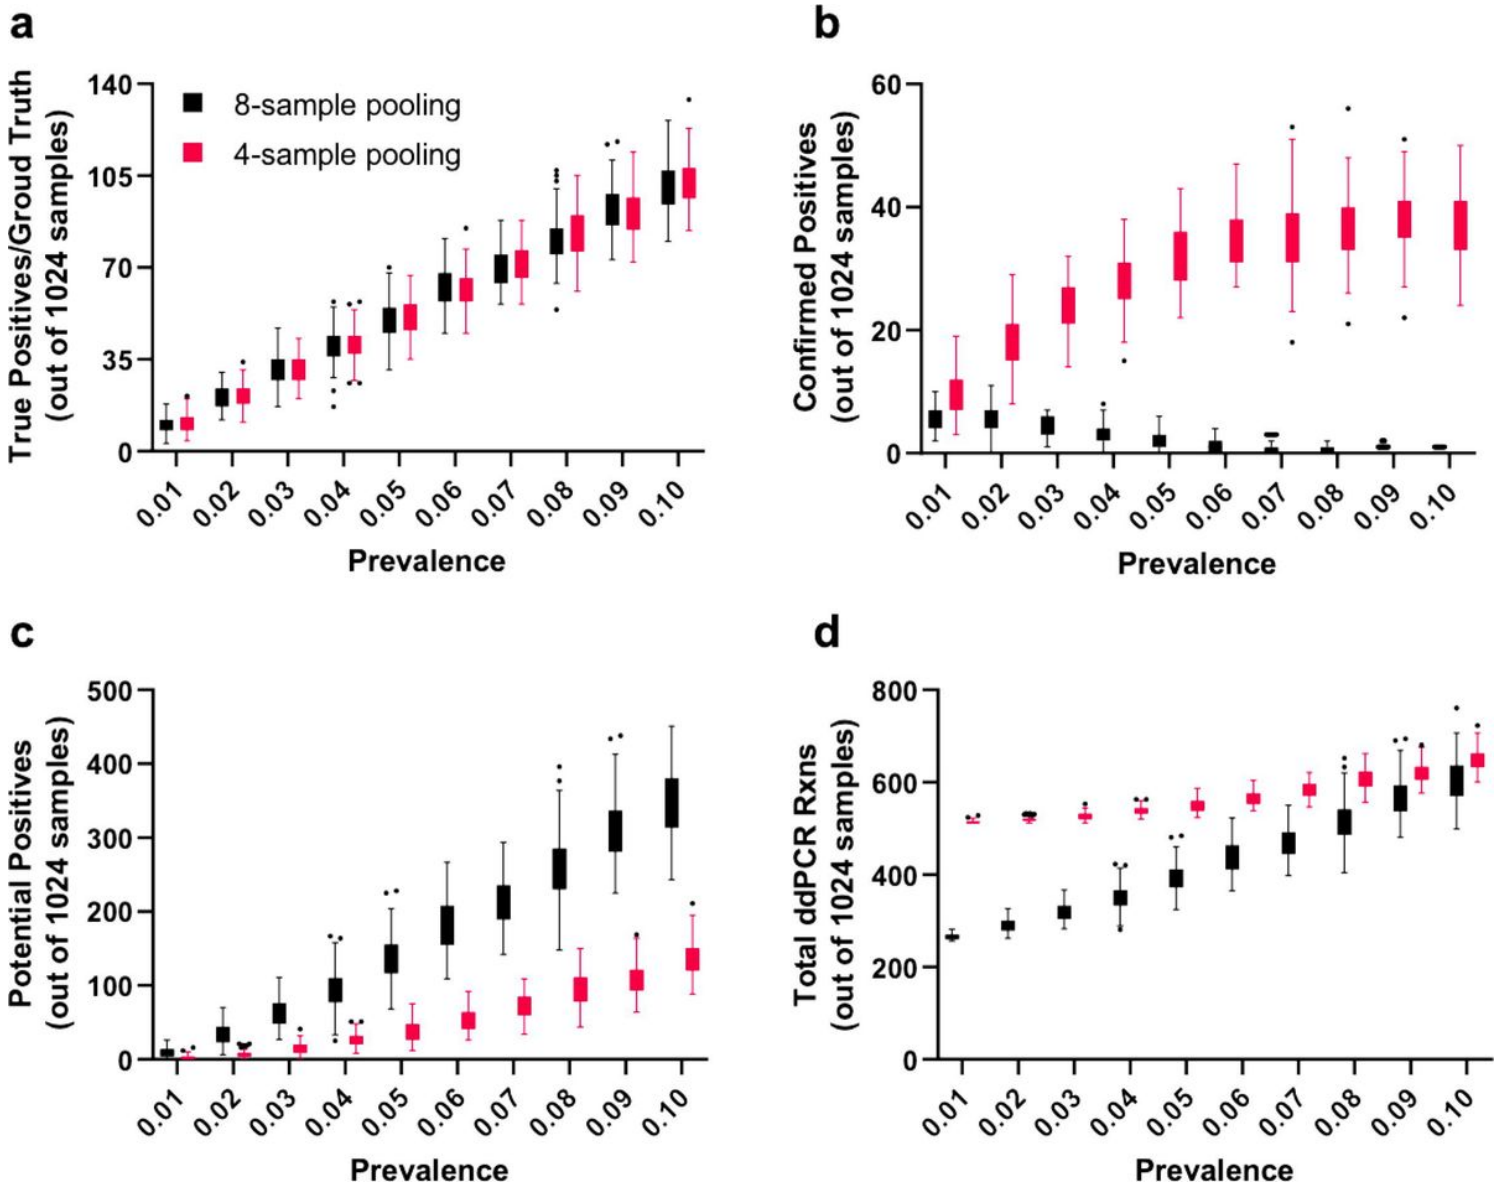 a
True Positives/Groud Truth
(out of 1024 samples)
140
105
70
35
0
8-sample pooling
4-sample pooling
0.01 0.02 0.03 0.04 0.05 0.06 0.07 0.08 0.09 0.10
Prevalence
b
Confirmed Positives
(out of 1024 samples)
60
40
20
0
0.01 0.02 0.03 0.04 0.05 0.06 0.07 0.08 0.09 0.10
Prevalence
c
Potential Positives
(out of 1024 samples)
500
400
300
200
100
0
0.01 0.02 0.03 0.04 0.05 0.06 0.07 0.08 0.09 0.10
Prevalence
d
Total ddPCR Rxns
(out of 1024 samples)
800
600
400
200
0
0.01 0.02 0.03 0.04 0.05 0.06 0.07 0.08 0.09 0.10
Prevalence